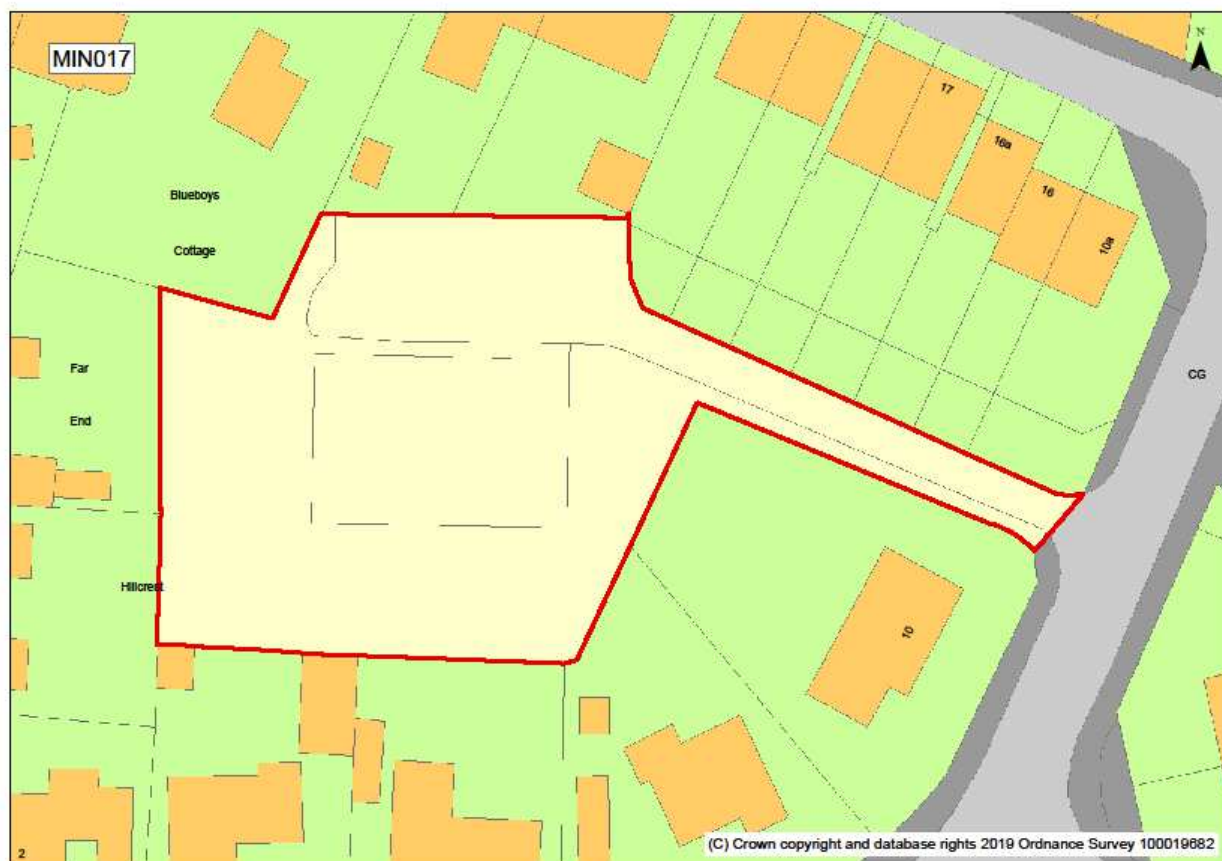 MIN017
N
17
16a
16
10a
Blueboys
Cottage
Far
End
CG
Hillcrest
10
2
(C) Crown copyright and database rights 2019 Ordnance Survey 100019682